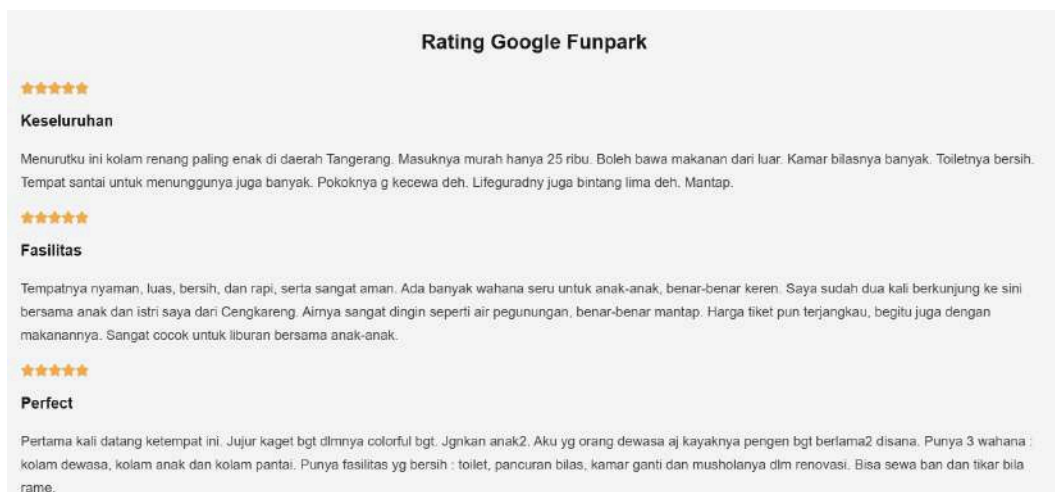 Rating Google Funpark
Keseluruhan
Menurutku ini kolam renang paling enak di daerah Tangerang. Masuknya murah hanya 25 ribu. Boleh bawa makanan dari luar. Kamar bilasnya banyak. Toiletnya bersih.
Tempat santai untuk menunggunya juga banyak. Pokoknya g kecewa deh. Lifeguradny juga bintang lima deh. Mantap.
Fasilitas
Tempatnya nyaman, luas, bersih, dan rapi, serta sangat aman. Ada banyak wahana seru untuk anak-anak, benar-benar keren. Saya sudah dua kali berkunjung ke sini
bersama anak dan istri saya dari Cengkareng. Airnya sangat dingin seperti air pegunungan, benar-benar mantap. Harga tiket pun terjangkau, begitu juga dengan
makanannya. Sangat cocok untuk liburan bersama anak-anak.
Perfect
Pertama kali datang ketempat ini. Jujur kaget bgt dlmnya colorful bgt. Jgnkan anak2. Aku yg orang dewasa aj kayaknya pengen bgt berlama2 disana. Punya 3 wahana :
kolam dewasa, kolam anak dan kolam pantai. Punya fasilitas yg bersih : toilet, pancuran bilas, kamar ganti dan musholanya dlm renovasi. Bisa sewa ban dan tikar bila
rame.